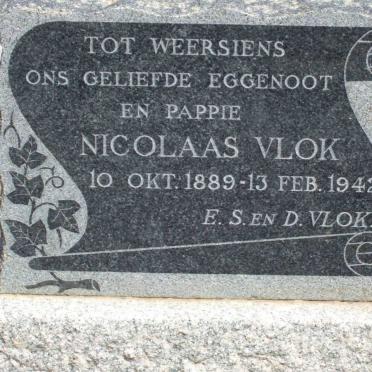 TOT WEERSIENS
ONS GELIEFDE EGGENOOT
EN PAPPIE
NICOLAAS VLOK
10 OKT. 1889-13 FEB. 1942
E. S. EN D. VLOK